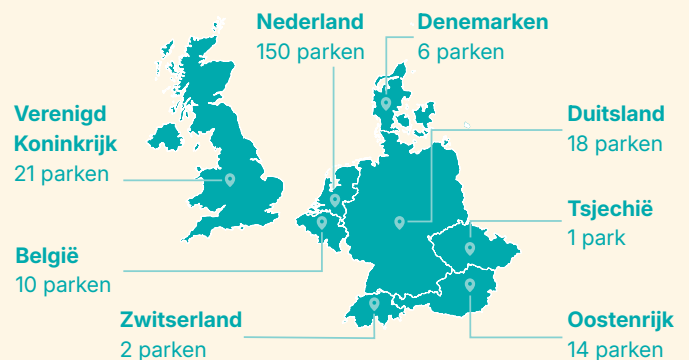 Nederland
150 parken
Denemarken
6 parken
Verenigd
Koninkrijk
21 parken
Duitsland
18 parken
Tsjechië
1 park
België
10 parken
Zwitserland
2 parken
Oostenrijk
14 parken